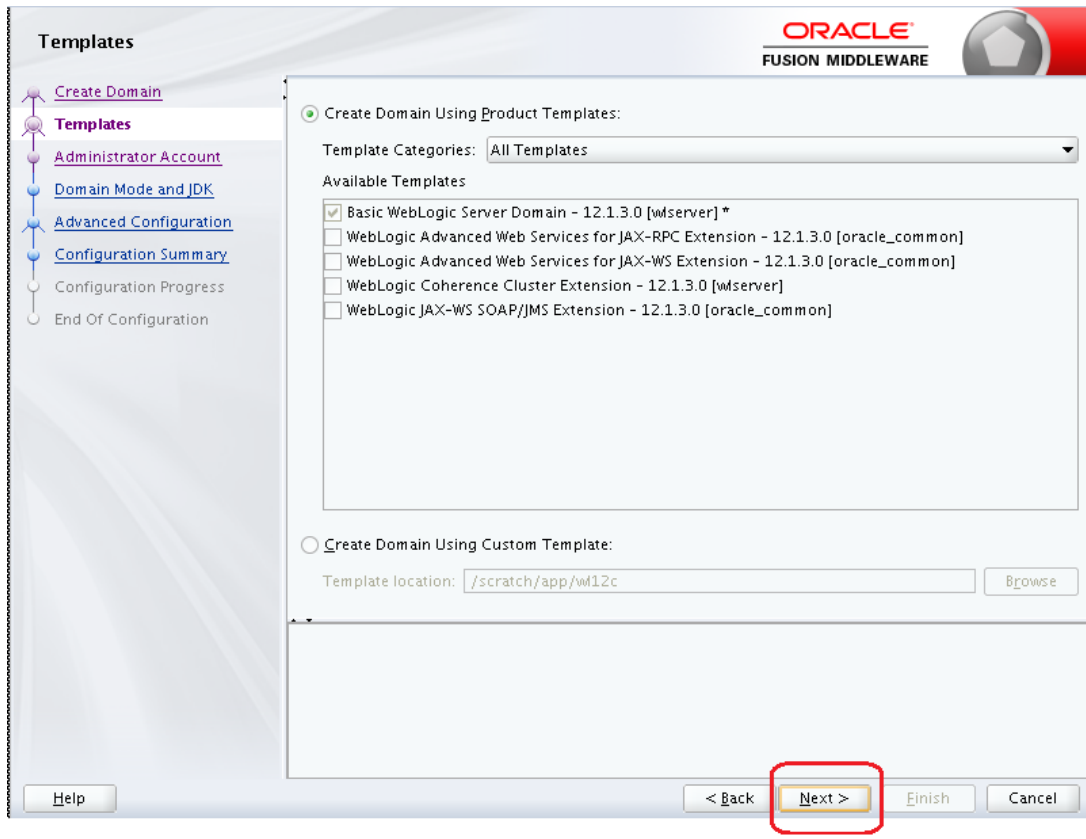 Templates
ORACLE
FUSION MIDDLEWARE
Create Domain
Templates
Administrator Account
Domain Mode and JDK
Advanced Configuration
Configuration Summary
Configuration Progress
End Of Configuration
Create Domain Using Product Templates:
Template Categories: All Templates
Available Templates
Basic WebLogic Server Domain - 12.1.3.0 [wlserver] *
WebLogic Advanced Web Services for JAX-RPC Extension - 12.1.3.0 [oracle_common]
WebLogic Advanced Web Services for JAX-WS Extension - 12.1.3.0 [oracle_common]
WebLogic Coherence Cluster Extension - 12.1.3.0 [wlserver]
WebLogic JAX-WS SOAP/JMS Extension - 12.1.3.0 [oracle_common]
Create Domain Using Custom Template:
Template location: /scratch/app/wl12c Browse
Help < Back Next > Finish Cancel